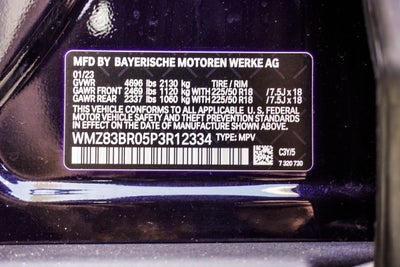 MFD BY BAYERISCHE MOTOREN WERKE AG
01/23
GVWR 4696 lbs 2130 kg TIRE / RIM
GAWR FRONT 2469 lbs 1120 kg WITH 225/50 R18 /7.5J x 18
GAWR REAR 2337 lbs 1060 kg WITH 225/50 R18 /7.5J x 18
THIS VEHICLE CONFORMS TO ALL APPLICABLE U.S. FEDERAL
MOTOR VEHICLE SAFETY AND THEFT PREVENTION STANDARDS
IN EFFECT ON THE DATE OF MANUFACTURE SHOWN ABOVE.
WMZ83BR05P3R12334 TYPE: MPV
C3Y/5
7 320 730